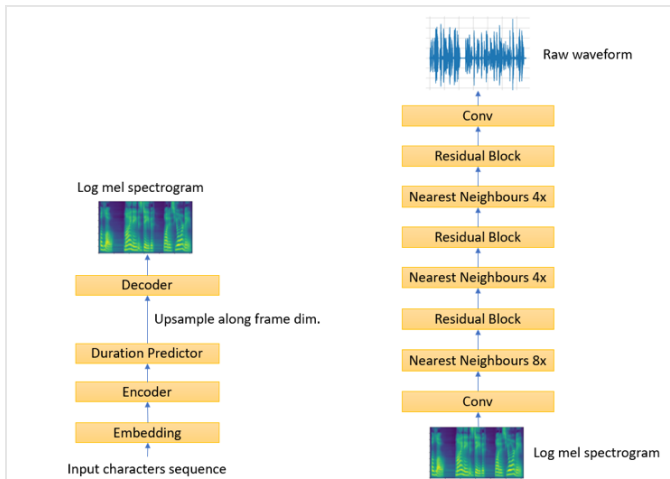 Log mel spectrogram
Decoder
Upsample along frame dim.
Duration Predictor
Encoder
Embedding
Input characters sequence
Raw waveform
Conv
Residual Block
Nearest Neighbours 4x
Residual Block
Nearest Neighbours 4x
Residual Block
Nearest Neighbours 8x
Conv
Log mel spectrogram